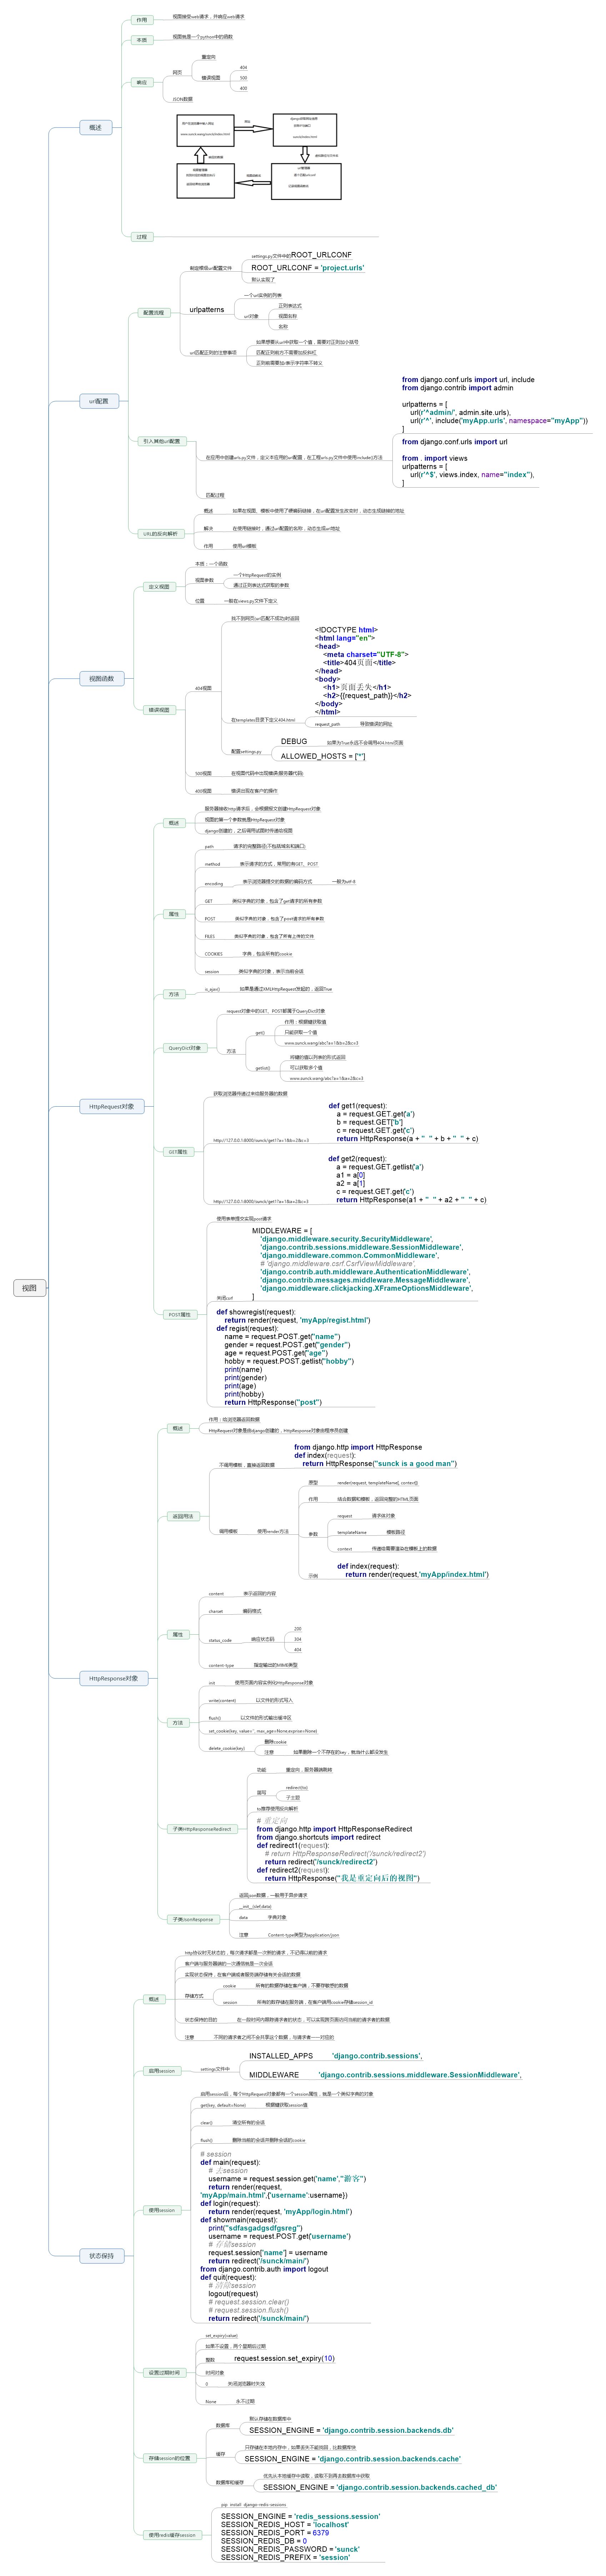 视图
概述
作用
视图接受web请求，并响应web请求
本质
视图就是一个python中的函数
响应
网页
重定向
错误视图
404
500
400
JSON数据
过程
url配置
配置流程
制定根级url配置文件
settings.py文件中的ROOT_URLCONF
ROOT_URLCONF = 'project.urls'
默认实现了
urlpatterns
一个url实例的列表
url对象
正则表达式
视图名称
名称
url匹配正则的注意事项
如果想要从url中获取一个值，需要对正则加小括号
匹配正则前方不需要加反斜杠
正则前需要加r表示字符串不转义
引入其他url配置
在应用中创建urls.py文件，定义本应用的url配置，在工程urls.py文件中使用include()方法
from django.conf.urls import url, include
from django.contrib import admin
urlpatterns = [
url(r'^admin/', admin.site.urls),
url(r'^', include('myApp.urls', namespace="myApp"))
]
from django.conf.urls import url
from . import views
urlpatterns = [
url(r'^$', views.index, name="index"),
]
匹配过程
URL的反向解析
概述
如果在视图、模板中使用了硬编码链接，在url配置发生改变时，动态生成链接的地址
解决
在使用链接时，通过url配置的名称，动态生成url地址
作用
使用url模板
视图函数
定义视图
本质：一个函数
视图参数
一个HttpRequest的实例
通过正则表达式获取的参数
位置
一般在views.py文件下定义
错误视图
404视图
找不到网页(url匹配不成功)时返回
在templates目录下定义404.html
<!DOCTYPE html>
<html lang="en">
<head>
<meta charset="UTF-8">
<title>404页面</title>
</head>
<body>
<h1>页面丢失</h1>
<h2>{{request_path}}</h2>
</body>
</html>
request_path
导致错误的网址
配置settings.py
DEBUG
如果为True永远不会调用404.html页面
ALLOWED_HOSTS = ['*']
500视图
在视图代码中出现错误(服务器代码)
400视图
错误出现在客户的操作
HttpRequest对象
概述
服务器接收http请求后，会根据报文创建HttpRequest对象
视图的第一个参数就是HttpRequest对象
django创建的，之后调用视图时传递给视图
属性
path
请求的完整路径(不包括域名和端口)
method
表示请求的方式，常用的有GET、POST
encoding
表示浏览器提交的数据的编码方式
一般为utf-8
GET
类似字典的对象，包含了get请求的所有参数
POST
类似字典的对象，包含了post请求的所有参数
FILES
类似字典的对象，包含了所有上传的文件
COOKIES
字典，包含所有的cookie
session
类似字典的对象，表示当前会话
方法
is_ajax()
如果是通过XMLHttpRequest发起的，返回True
QueryDict对象
request对象中的GET、POST都属于QueryDict对象
方法
get()
作用：根据键获取值
只能获取一个值
www.sunck.wang/abc?a=1&b=2&c=3
getlist()
将键的值以列表的形式返回
可以获取多个值
www.sunck.wang/abc?a=1&a=2&c=3
GET属性
获取浏览器传递过来给服务器的数据
http://127.0.0.1:8000/sunck/get1?a=1&b=2&c=3
def get1(request):
a = request.GET.get('a')
b = request.GET['b']
c = request.GET.get('c')
return HttpResponse(a + " " + b + " " + c)
http://127.0.0.1:8000/sunck/get2?a=1&a=2&c=3
def get2(request):
a = request.GET.getlist('a')
a1 = a[0]
a2 = a[1]
c = request.GET.get('c')
return HttpResponse(a1 + " " + a2 + " " + c)
POST属性
使用表单提交实现post请求
关闭csrf
MIDDLEWARE = [
'django.middleware.security.SecurityMiddleware',
'django.contrib.sessions.middleware.SessionMiddleware',
'django.middleware.common.CommonMiddleware',
# 'django.middleware.csrf.CsrfViewMiddleware',
'django.contrib.auth.middleware.AuthenticationMiddleware',
'django.contrib.messages.middleware.MessageMiddleware',
'django.middleware.clickjacking.XFrameOptionsMiddleware',
]
def showregist(request):
return render(request, 'myApp/regist.html')
def regist(request):
name = request.POST.get("name")
gender = request.POST.get("gender")
age = request.POST.get("age")
hobby = request.POST.getlist("hobby")
print(name)
print(gender)
print(age)
print(hobby)
return HttpResponse("post")
HttpResponse对象
概述
作用：给浏览器返回数据
HttpRequest对象是由django创建的，HttpResponse对象由程序员创建
返回用法
不调用模板，直接返回数据
from django.http import HttpResponse
def index(request):
return HttpResponse("sunck is a good man")
调用模板
使用render方法
原型
render(request, templateName[, context])
作用
结合数据和模板，返回完整的HTML页面
参数
request
请求体对象
templateName
模板路径
context
传递给需要渲染在模板上的数据
示例
def index(request):
return render(request,'myApp/index.html')
属性
content
表示返回的内容
charset
编码格式
status_code
响应状态码
200
304
404
content-type
指定输出的MIME类型
方法
init
使用页面内容实例化HttpResponse对象
write(content)
以文件的形式写入
flush()
以文件的形式输出缓冲区
set_cookie(key, value='', max_age=None,exprise=None)
delete_cookie(key)
删除cookie
注意
如果删除一个不存在的key，就当什么都没发生
子类HttpResponseRedirect
功能
重定向，服务器端跳转
简写
redirect(to)
to推荐使用反向解析
# 重定向
from django.http import HttpResponseRedirect
from django.shortcuts import redirect
def redirect1(request):
# return HttpResponseRedirect('/sunck/redirect2')
return redirect('/sunck/redirect2')
def redirect2(request):
return HttpResponse("我是重定向后的视图")
子类JsonResponse
返回json数据，一般用于异步请求
__init__(self,data)
data
字典对象
注意
Content-type类型为application/json
状态保持
概述
http协议时无状态的，每次请求都是一次新的请求，不记得以前的请求
客户端与服务器端的一次通信就是一次会话
实现状态保持，在客户端或者服务端存储有关会话的数据
存储方式
cookie
所有的数据存储在客户端，不要存敏感的数据
session
所有的数存储在服务端，在客户端用cookie存储session_id
状态保持的目的
在一段时间内跟踪请求者的状态，可以实现跨页面访问当前的请求者的数据
注意
不同的请求者之间不会共享这个数据，与请求者一一对应的
启用session
settings文件中
INSTALLED_APPS
'django.contrib.sessions',
MIDDLEWARE
'django.contrib.sessions.middleware.SessionMiddleware',
使用session
启用session后，每个HttpRequest对象都有一个session属性，就是一个类似字典的对象
get(key, default=None)
根据键获取session值
clear()
清空所有的会话
flush()
删除当前的会话并删除会话的cookie
# session
def main(request):
# 去session
username = request.session.get('name',"游客")
return render(request,
'myApp/main.html',{'username':username})
def login(request):
return render(request, 'myApp/login.html')
def showmain(request):
print("sdfasgadgsdfgsreg")
username = request.POST.get('username')
# 存储session
request.session['name'] = username
return redirect('/sunck/main/')
from django.contrib.auth import logout
def quit(request):
# 清除session
logout(request)
# request.session.clear()
# request.session.flush()
return redirect('/sunck/main/')
设置过期时间
set_expiry(value)
如果不设置，两个星期后过期
整数
request.session.set_expiry(10)
时间对象
0
关闭浏览器时失效
None
永不过期
存储session的位置
数据库
默认存储在数据库中
SESSION_ENGINE = 'django.contrib.session.backends.db'
缓存
只存储在本地内存中，如果丢失不能找回，比数据库快
SESSION_ENGINE = 'django.contrib.session.backends.cache'
数据库和缓存
优先从本地缓存中读取，读取不到再去数据库中获取
SESSION_ENGINE = 'django.contrib.session.backends.cached_db'
使用redis缓存session
pip install django-redis-sessions
SESSION_ENGINE = 'redis_sessions.session'
SESSION_REDIS_HOST = 'localhost'
SESSION_REDIS_PORT = 6379
SESSION_REDIS_DB = 0
SESSION_REDIS_PASSWORD = 'sunck'
SESSION_REDIS_PREFIX = 'session'